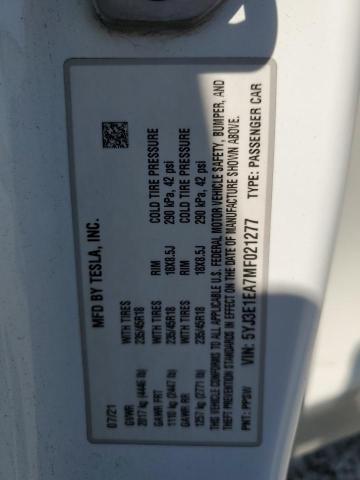 MFD BY TESLA, INC.
07/21
GVWR WITH TIRES RIM COLD TIRE PRESSURE
2017 kg (4446 lb) 235/45R18 18X8.5J 290 kPa, 42 psi
GAWR FRT WITH TIRES RIM COLD TIRE PRESSURE
1110 kg (2447 lb) 235/45R18 18X8.5J 290 kPa, 42 psi
GAWR RR
1257 kg (2771 lb)
THIS VEHICLE CONFORMS TO ALL APPLICABLE U.S. FEDERAL MOTOR VEHICLE SAFETY, BUMPER, AND
THEFT PREVENTION STANDARDS IN EFFECT ON THE DATE OF MANUFACTURE SHOWN ABOVE.
VIN: 5YJ3E1EA7MF021277 TYPE: PASSENGER CAR
PNT: PPSW